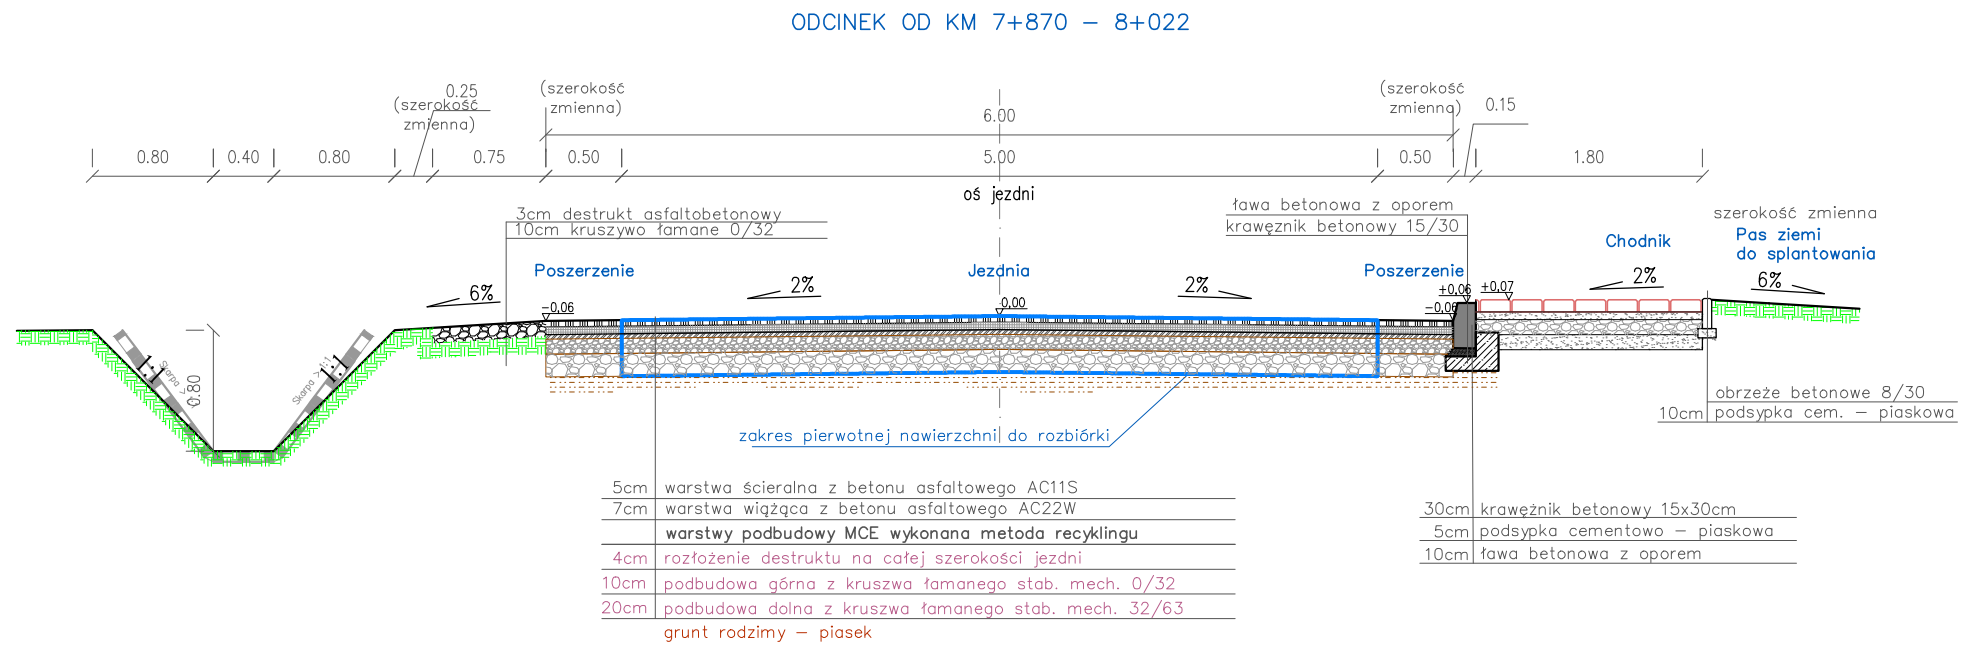 ODCINEK OD KM 7+870 – 8+022
0.25
(szerokość
zmienna)
(szerokość
zmienna)
6.00
(szerokość
zmienna)
0.15
0.80
0.40
0.80
0.75
0.50
5.00
0.50
1.80
oś jezdni
3cm destrukt asfaltobetonowy
10cm kruszywo łamane 0/32
ława betonowa z oporem
krawęznik betonowy 15/30
szerokość zmienna
Pas ziemi
do splantowania
Chodnik
Poszerzenie
Jezdnia
Poszerzenie
6%
2%
2%
2%
6%
-0,06
0,00
-0,06
+0,06
+0,07
Skarpa
1:1
Skarpa >1:1
0.80
zakres pierwotnej nawierzchni do rozbiórki
obrzeże betonowe 8/30
10cm podsypka cem. – piaskowa
5cm warstwa ścieralna z betonu asfaltowego AC11S
7cm warstwa wiążąca z betonu asfaltowego AC22W
warstwy podbudowy MCE wykonana metoda recyklingu
4cm rozłożenie destruktu na całej szerokości jezdni
10cm podbudowa górna z kruszwa łamanego stab. mech. 0/32
20cm podbudowa dolna z kruszwa łamanego stab. mech. 32/63
grunt rodzimy – piasek
30cm krawężnik betonowy 15x30cm
5cm podsypka cementowo – piaskowa
10cm ława betonowa z oporem